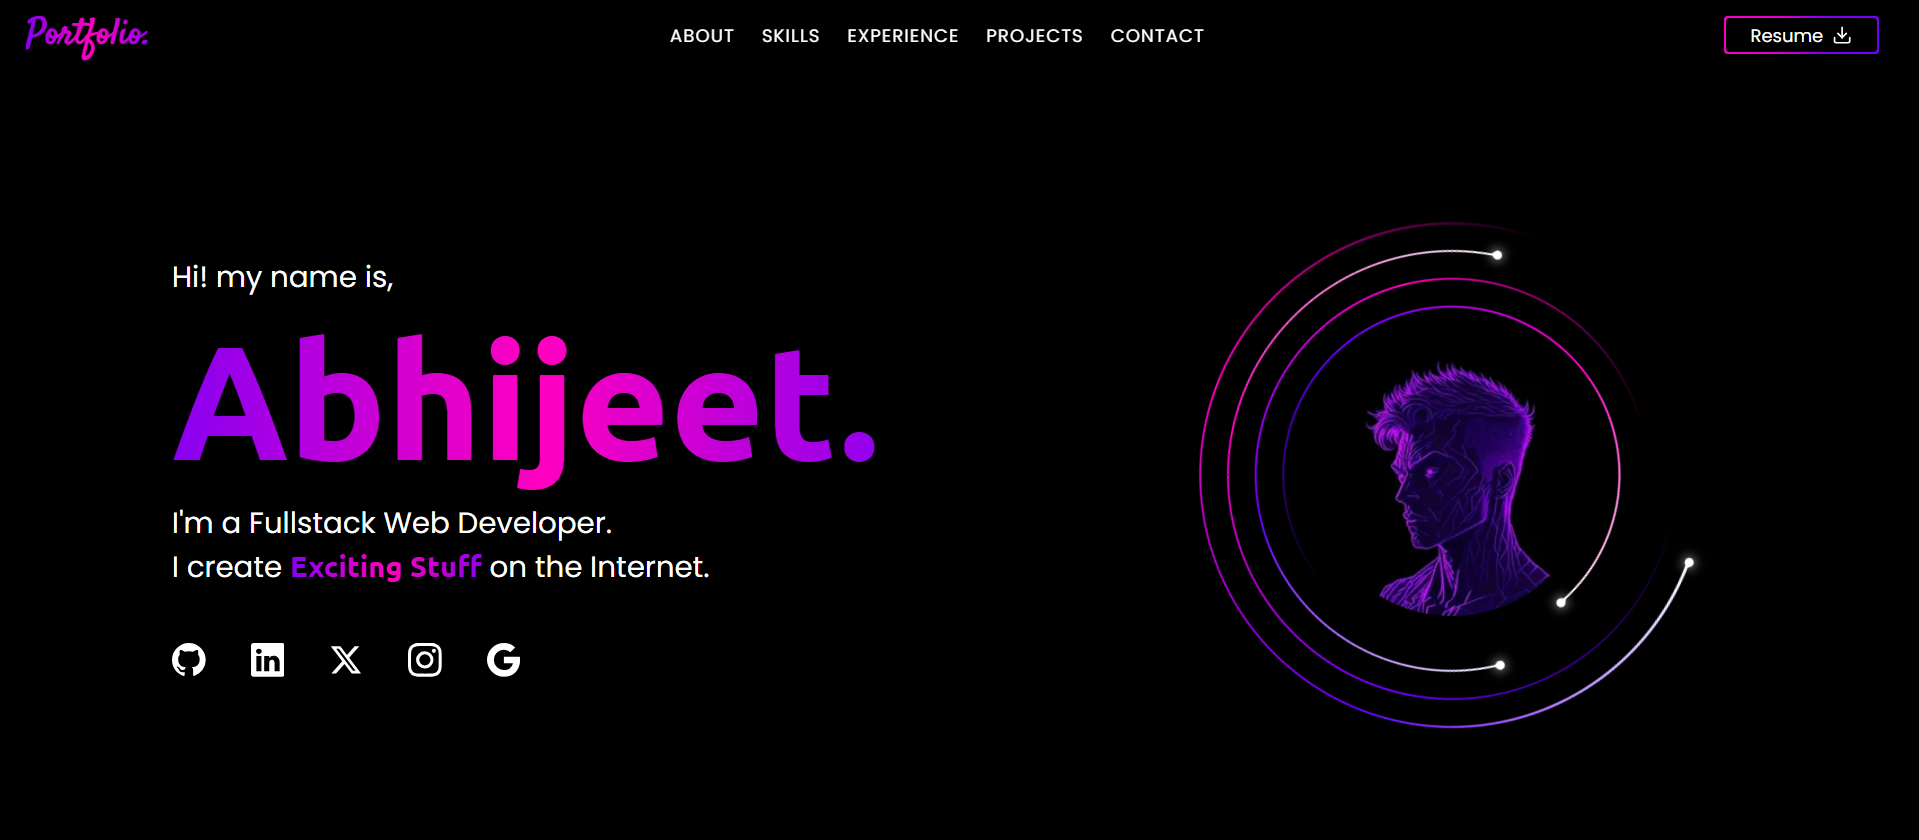 Portfolio.
ABOUT SKILLS EXPERIENCE PROJECTS CONTACT
Resume
Hi! my name is,
Abhijeet.
I'm a Fullstack Web Developer.
I create Exciting Stuff on the Internet.